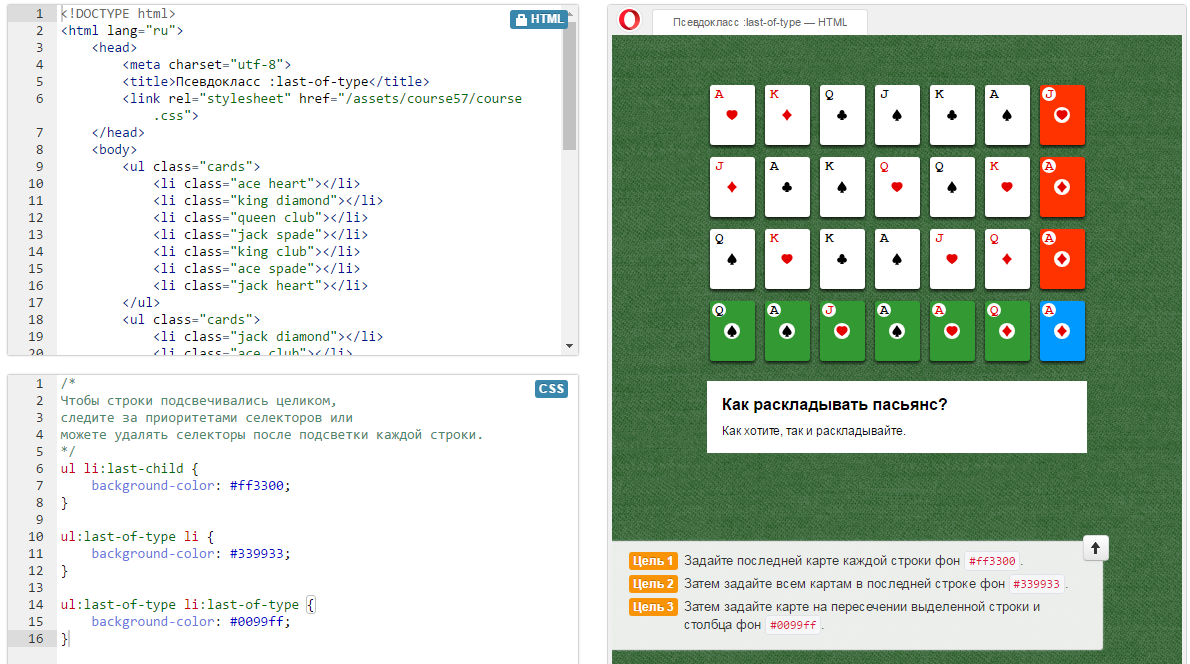 1 <!DOCTYPE html>
HTML
2 <html lang="ru">
3 <head>
4 <meta charset="utf-8">
5 <title>Псевдокласс :last-of-type</title>
6 <link rel="stylesheet" href="/assets/course57/course
.css">
7 </head>
8 <body>
9 <ul class="cards">
10 <li class="ace heart"></li>
11 <li class="king diamond"></li>
12 <li class="queen club"></li>
13 <li class="jack spade"></li>
14 <li class="king club"></li>
15 <li class="ace spade"></li>
16 <li class="jack heart"></li>
17 </ul>
18 <ul class="cards">
19 <li class="jack diamond"></li>
20 <li class="ace club"></li>
CSS
1 /*
2 Чтобы строки подсвечивались целиком,
3 следите за приоритетами селекторов или
4 можете удалять селекторы после подсветки каждой строки.
5 */
6 ul li:last-child {
7 background-color: #ff3300;
8 }
9
10 ul:last-of-type li {
11 background-color: #339933;
12 }
13
14 ul:last-of-type li:last-of-type {
15 background-color: #0099ff;
16 }
Псевдокласс :last-of-type — HTML
A K Q J K A J
J A K Q Q K A
Q K K A J Q A
Q A J A A Q A
Как раскладывать пасьянс?
Как хотите, так и раскладывайте.
Цель 1 Задайте последней карте каждой строки фон #ff3300.
Цель 2 Затем задайте всем картам в последней строке фон #339933.
Цель 3 Затем задайте карте на пересечении выделенной строки и
столбца фон #0099ff.